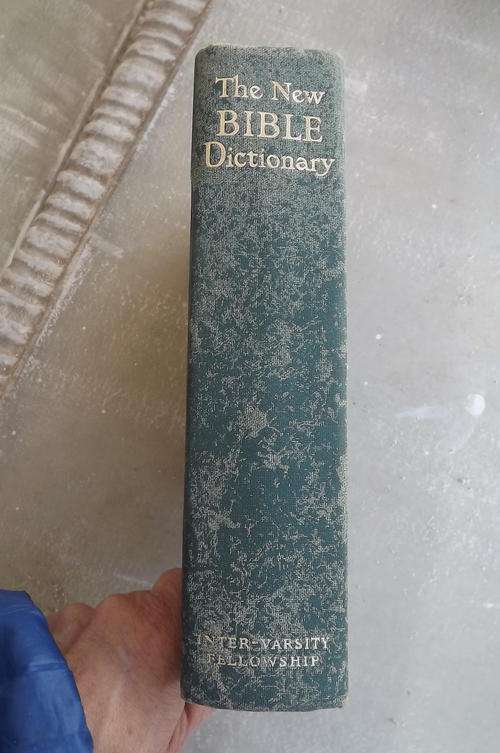 The New
BIBLE
Dictionary
INTER-VARSITY
FELLOWSHIP